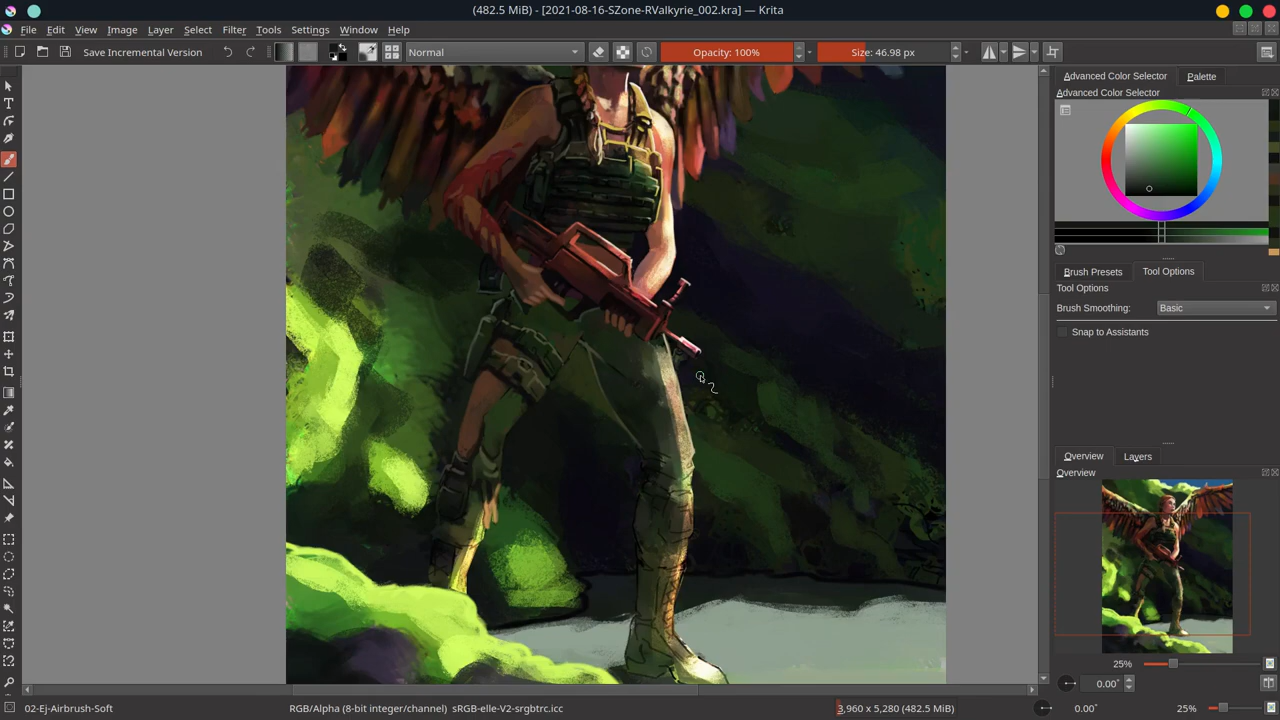 (482.5 MiB) - [2021-08-16-SZone-RValkyrie_002.kra] — Krita
File Edit View Image Layer Select Filter Tools Settings Window Help
Save Incremental Version Normal Opacity: 100% Size: 46.98 px
Advanced Color Selector Palette
Advanced Color Selector
Brush Presets Tool Options
Tool Options
Brush Smoothing: Basic
Snap to Assistants
Overview Layers
Overview
25%
0.00°
02-Ej-Airbrush-Soft RGB/Alpha (8-bit integer/channel) sRGB-elle-V2-srgbtrc.icc 3,960 x 5,280 (482.5 MiB) 0.00° 25%